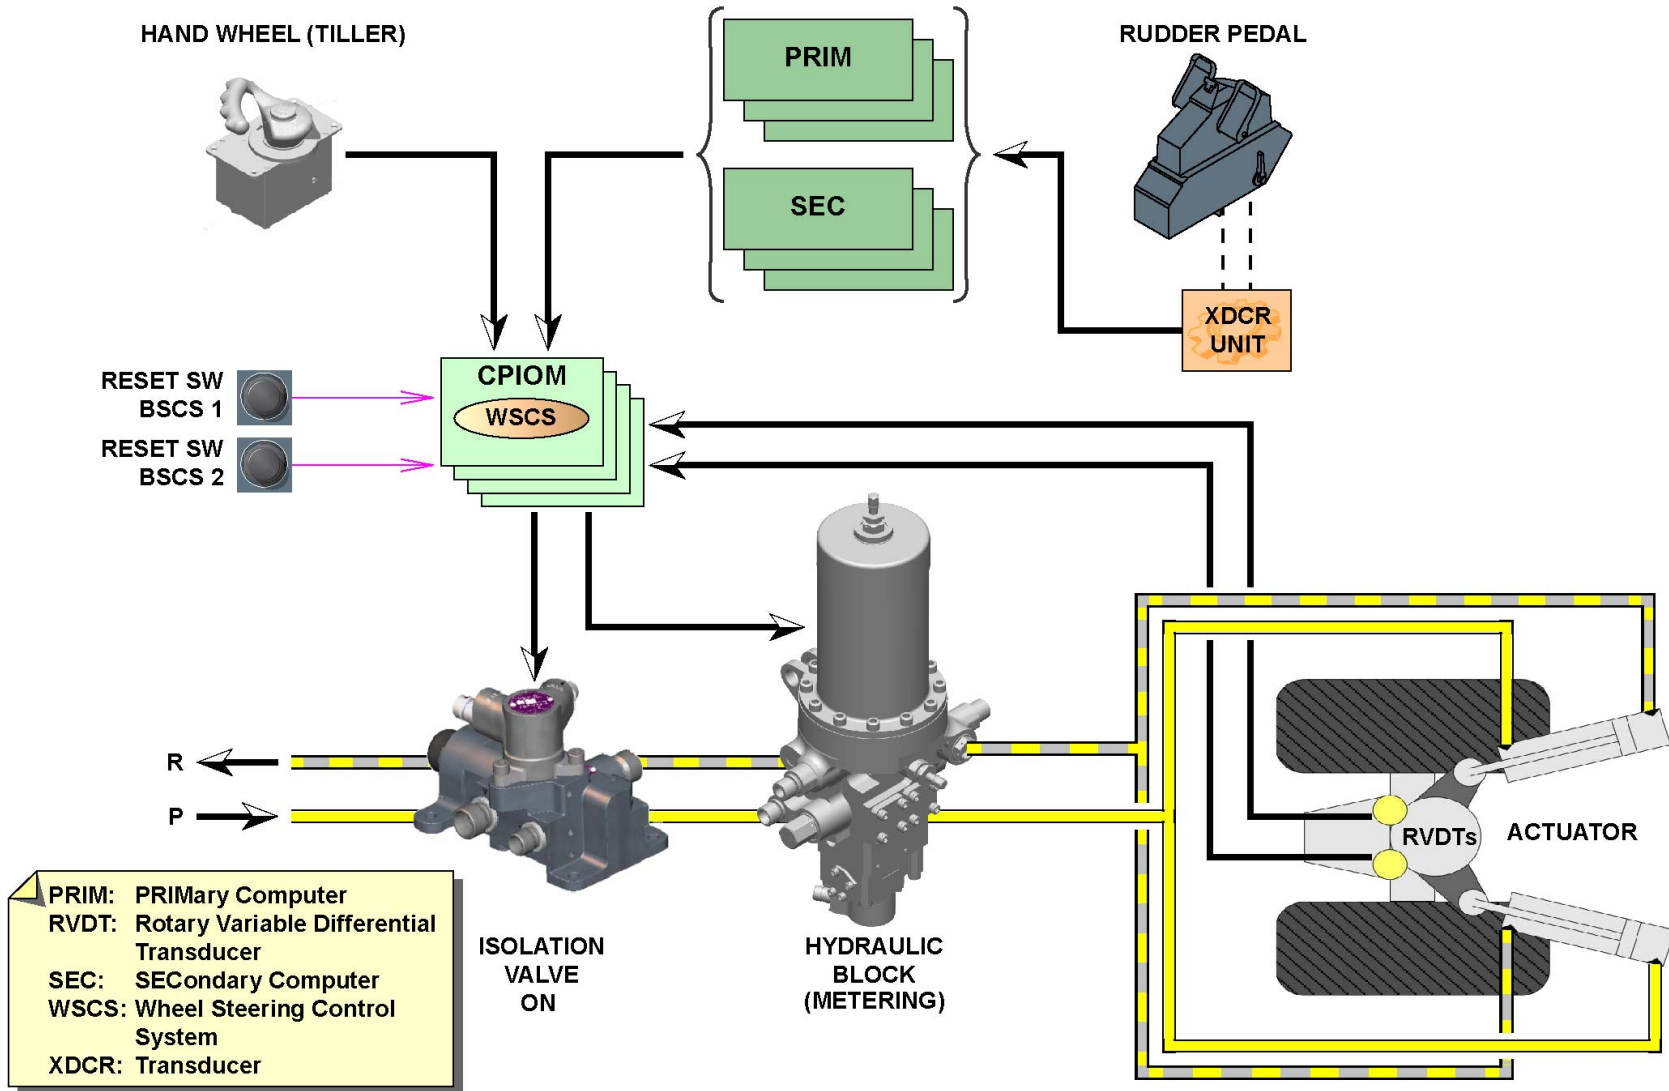 HAND WHEEL (TILLER)
PRIM
SEC
RUDDER PEDAL
XDCR
UNIT
RESET SW
BSCS 1
RESET SW
BSCS 2
CPIOM
WSCS
R
P
RVDTs
ACTUATOR
ISOLATION
VALVE
ON
HYDRAULIC
BLOCK
(METERING)
PRIM: PRIMary Computer
RVDT: Rotary Variable Differential
Transducer
SEC: SECondary Computer
WSCS: Wheel Steering Control
System
XDCR: Transducer